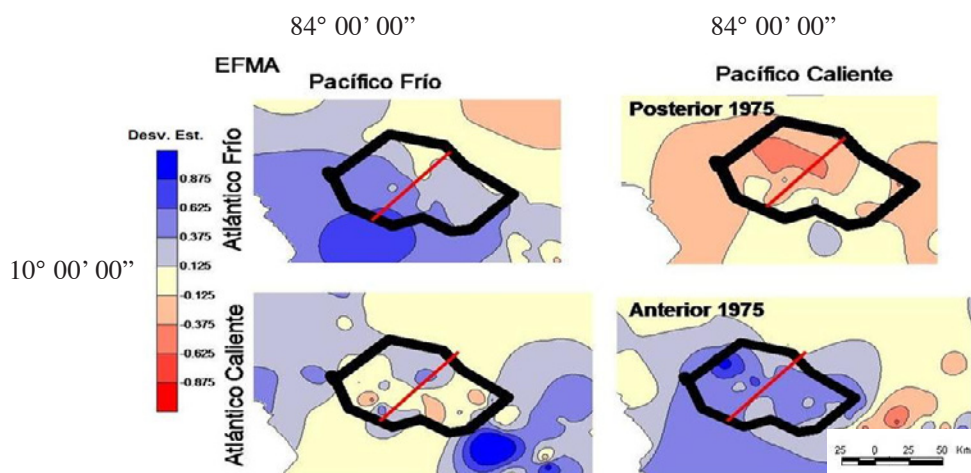 84° 00’ 00”
84° 00’ 00”
EFMA
Pacífico Frío
Pacífico Caliente
Desv. Est.
0.875
0.625
0.375
0.125
-0.125
-0.375
-0.625
-0.875
10° 00’ 00”
Atlántico Frío
Posterior 1975
Atlántico Caliente
Anterior 1975
25 0 25 50 Km